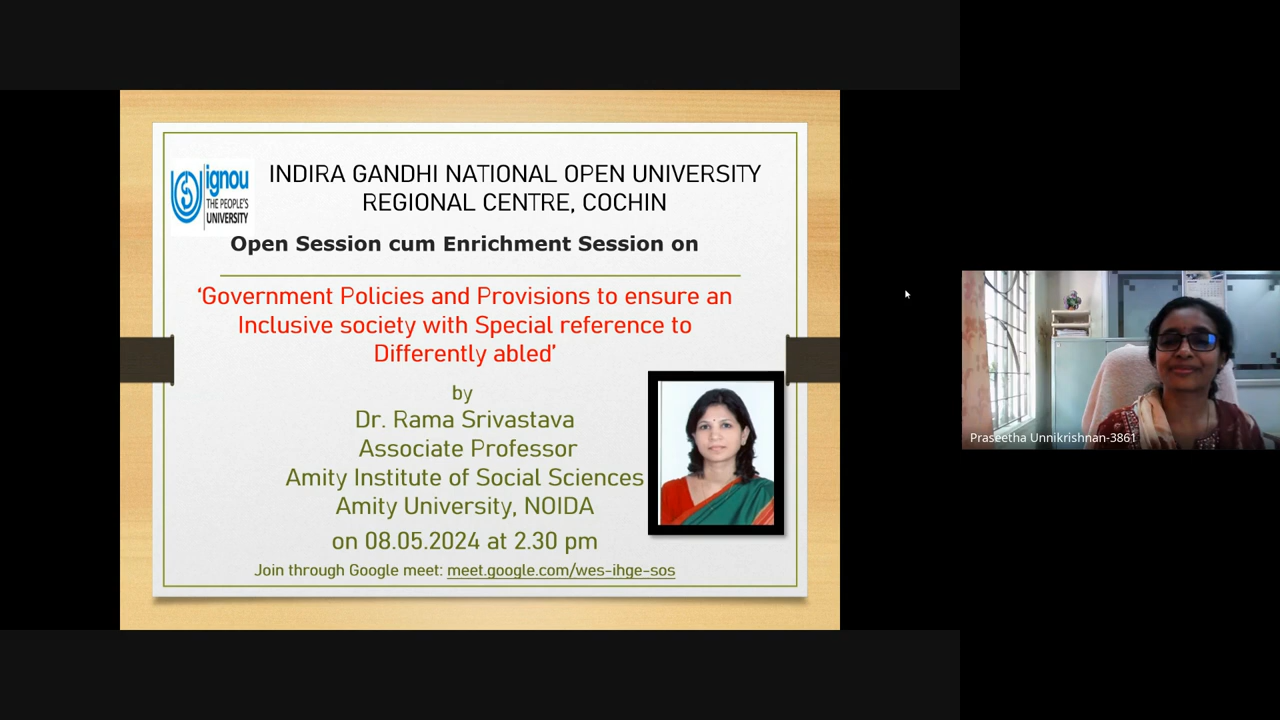 ignou
THE PEOPLE'S
UNIVERSITY
INDIRA GANDHI NATIONAL OPEN UNIVERSITY
REGIONAL CENTRE, COCHIN
Open Session cum Enrichment Session on
‘Government Policies and Provisions to ensure an
Inclusive society with Special reference to
Differently abled’
by
Dr. Rama Srivastava
Associate Professor
Amity Institute of Social Sciences
Amity University, NOIDA
on 08.05.2024 at 2.30 pm
Join through Google meet: meet.google.com/wes-ihge-sos
Praseetha Unnikrishnan-3861